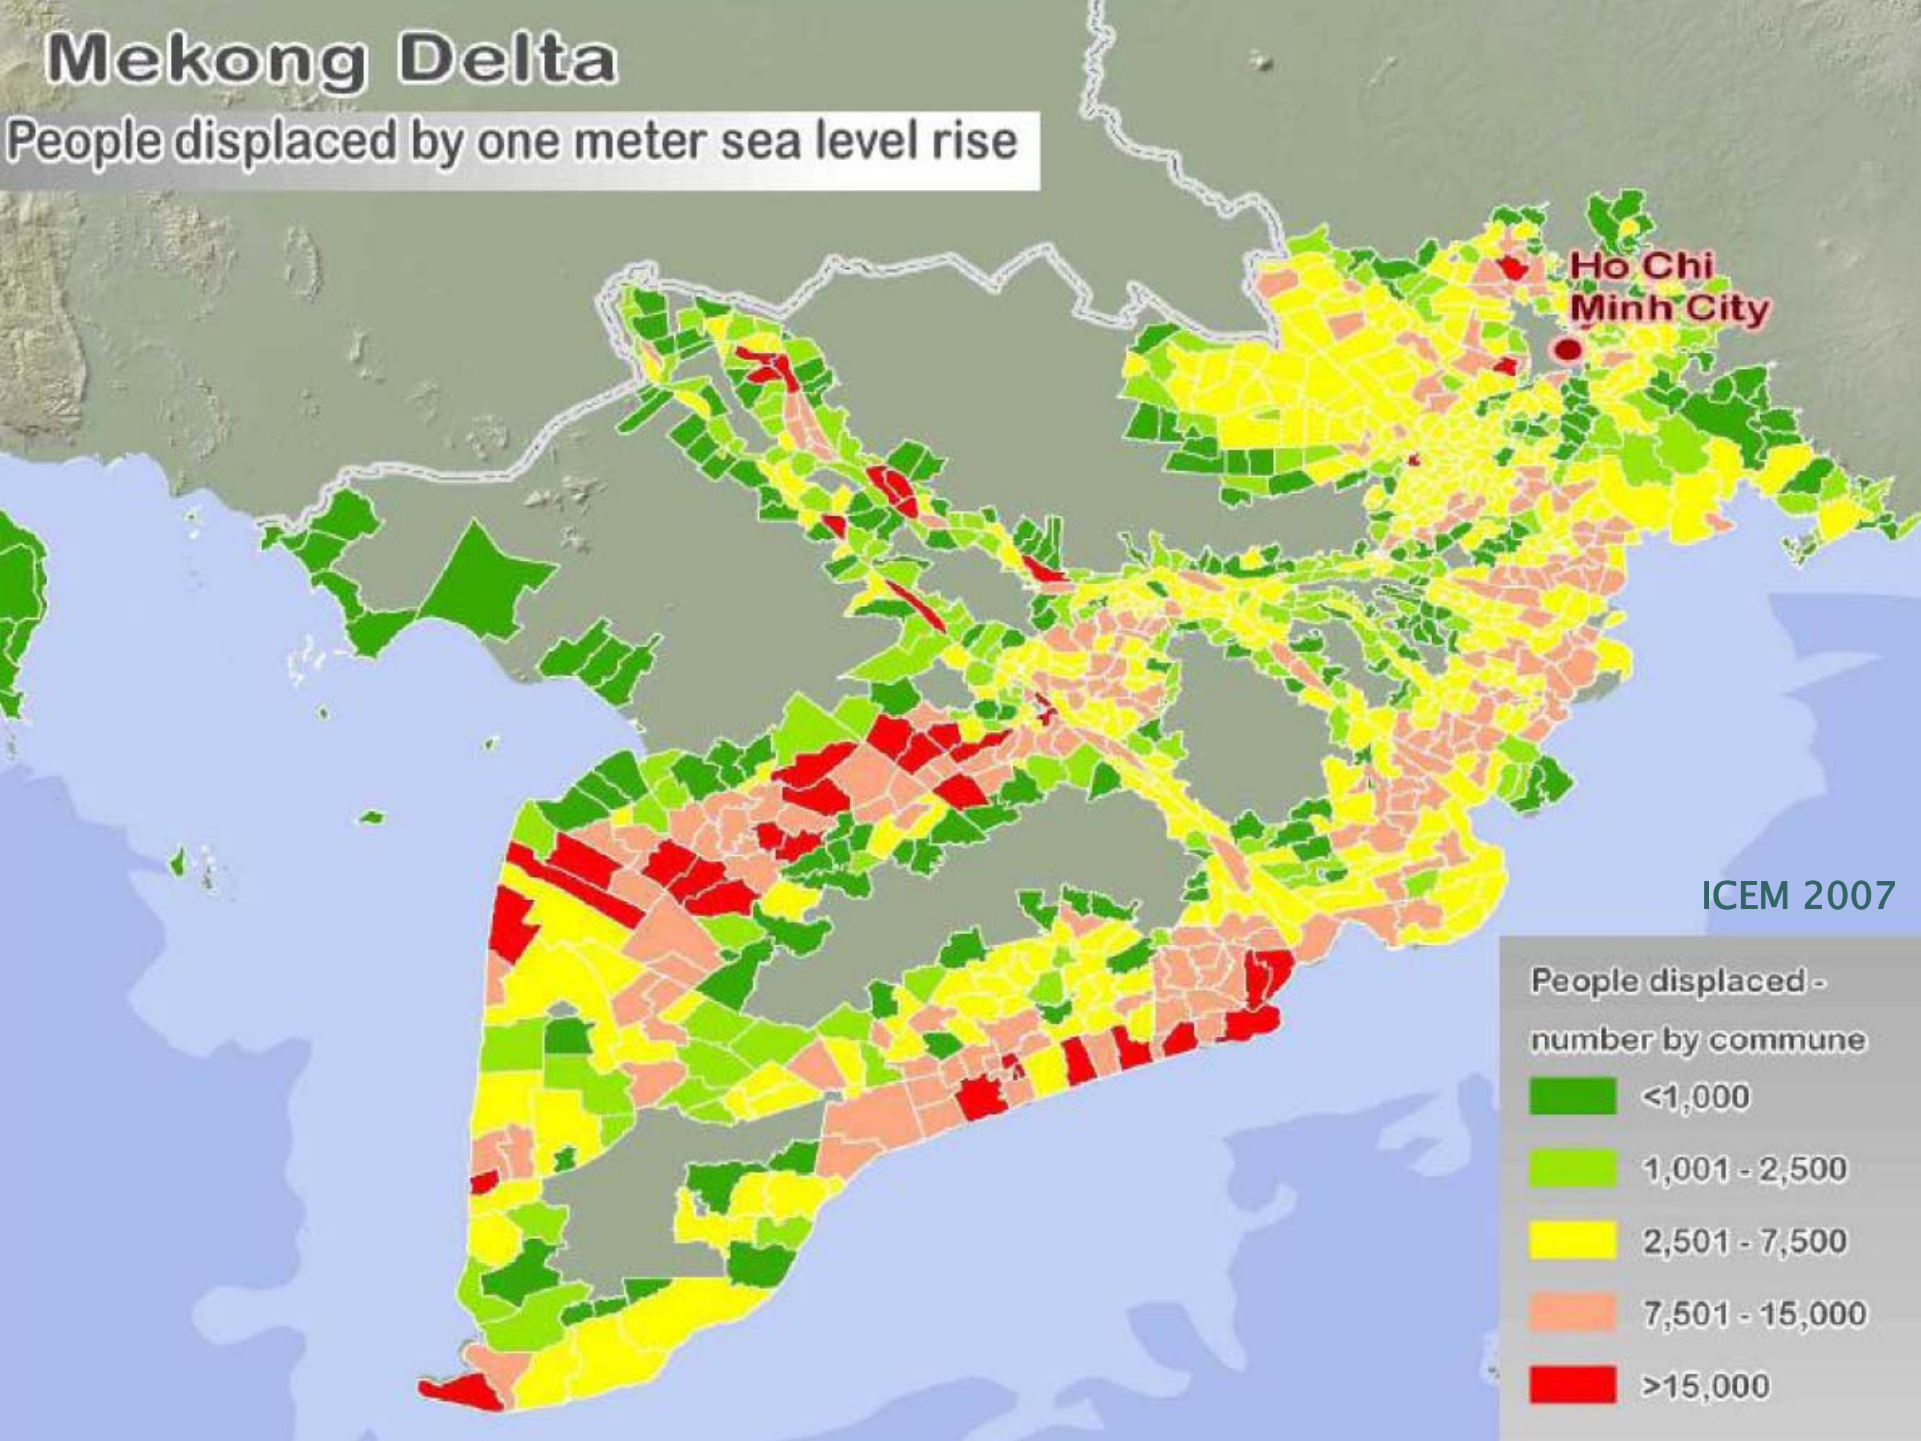 Mekong Delta
People displaced by one meter sea level rise
Ho Chi
Minh City
ICEM 2007
People displaced -
number by commune
<1,000
1,001 - 2,500
2,501 - 7,500
7,501 - 15,000
>15,000